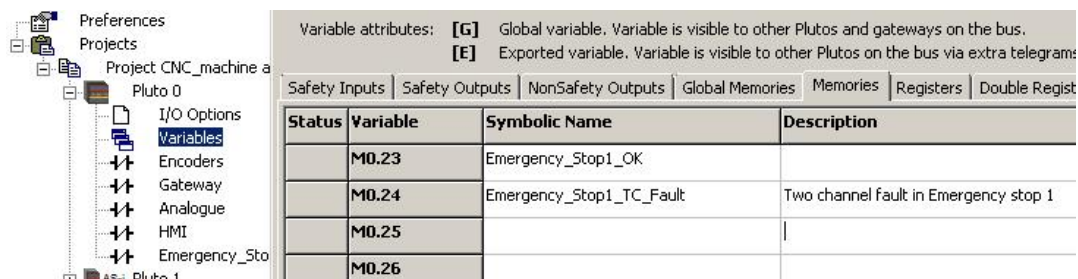 Preferences
Projects
Project CNC_machine a
Pluto 0
I/O Options
Variables
Encoders
Gateway
Analogue
HMI
Emergency_Sto
Pluto 1
Variable attributes: [G] Global variable. Variable is visible to other Plutos and gateways on the bus.
[E] Exported variable. Variable is visible to other Plutos on the bus via extra telegrams
Safety Inputs Safety Outputs NonSafety Outputs Global Memories Memories Registers Double Regist
Status Variable Symbolic Name Description
M0.23 Emergency_Stop1_OK
M0.24 Emergency_Stop1_TC_Fault Two channel fault in Emergency stop 1
M0.25
M0.26